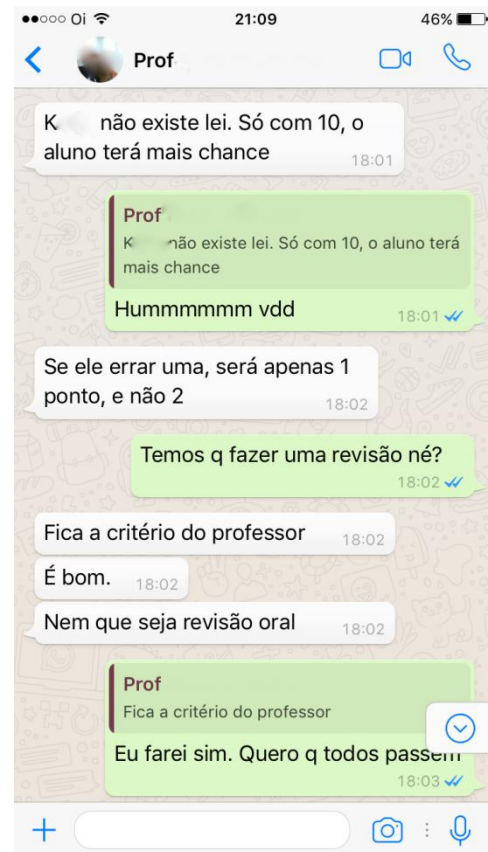 Oi 21:09 46%
Prof
K não existe lei. Só com 10, o
aluno terá mais chance
18:01
Prof
K não existe lei. Só com 10, o aluno terá
mais chance
Hummmmmm vdd
18:01
Se ele errar uma, será apenas 1
ponto, e não 2
18:02
Temos q fazer uma revisão né?
18:02
Fica a critério do professor 18:02
É bom. 18:02
Nem que seja revisão oral 18:02
Prof
Fica a critério do professor
Eu farei sim. Quero q todos passem
18:03